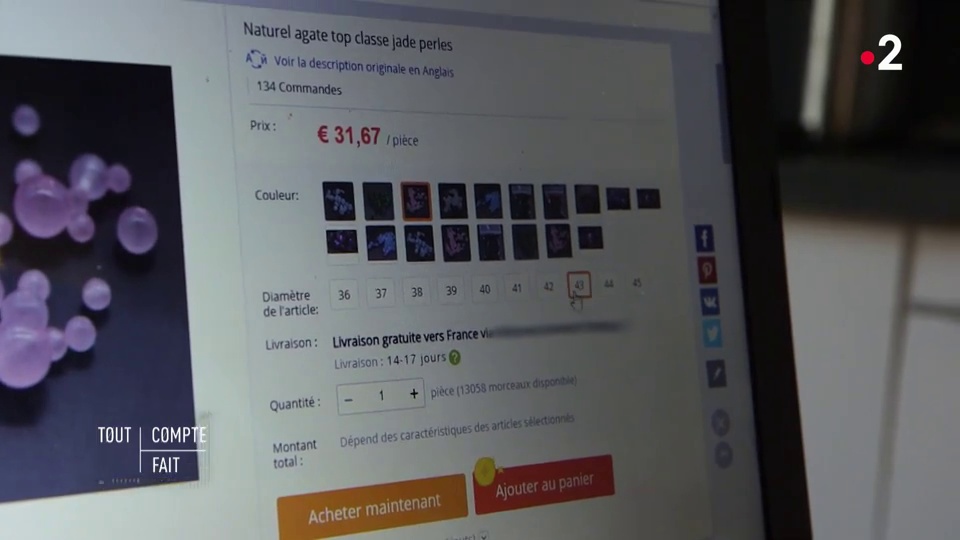 Naturel agate top classe jade perles
Voir la description originale en Anglais
134 Commandes
Prix :
€ 31,67 / pièce
Couleur:
Diamètre
de l'article:
36 37 38 39 40 41 42 43 44 45
Livraison : Livraison gratuite vers France
Livraison : 14-17 jours ?
Quantité : − 1 + pièce (13058 morceaux disponible)
Montant
total :
Dépend des caractéristiques des articles sélectionnés
Acheter maintenant
Ajouter au panier
TOUT COMPTE
FAIT
2